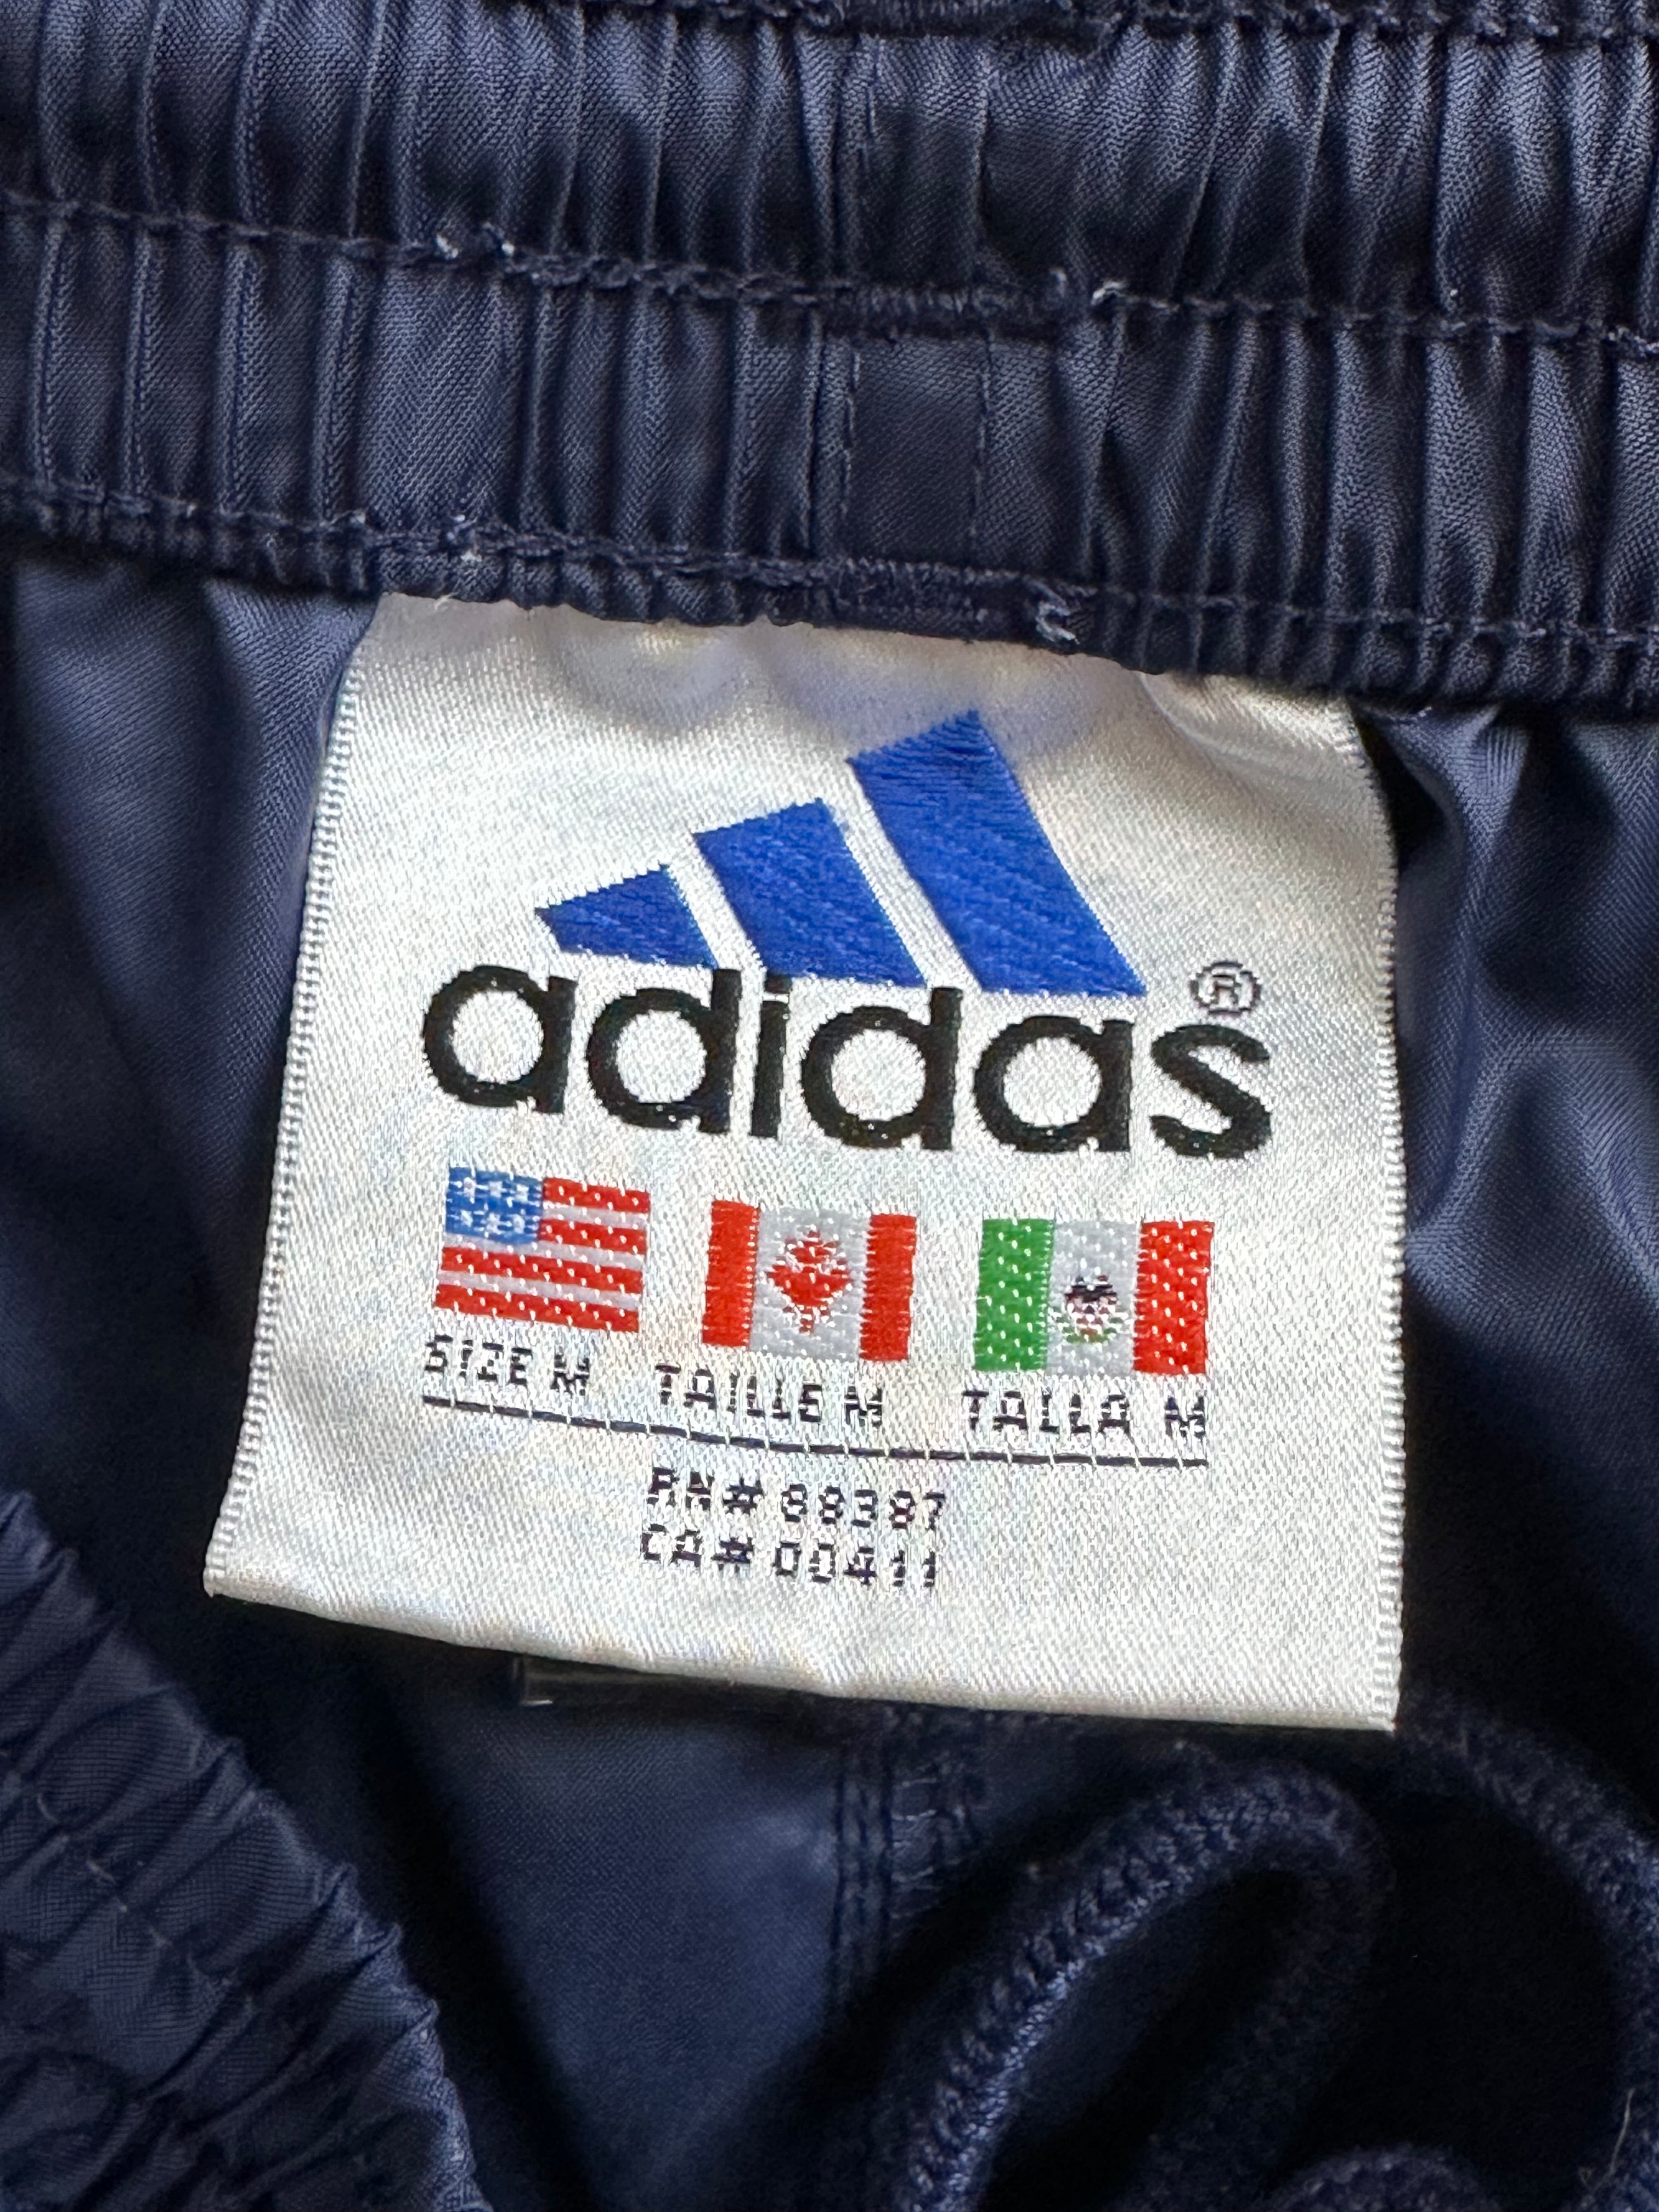 adidas®
SIZE M TAILLE M TALLA M
RN# 88387
CA# 00411